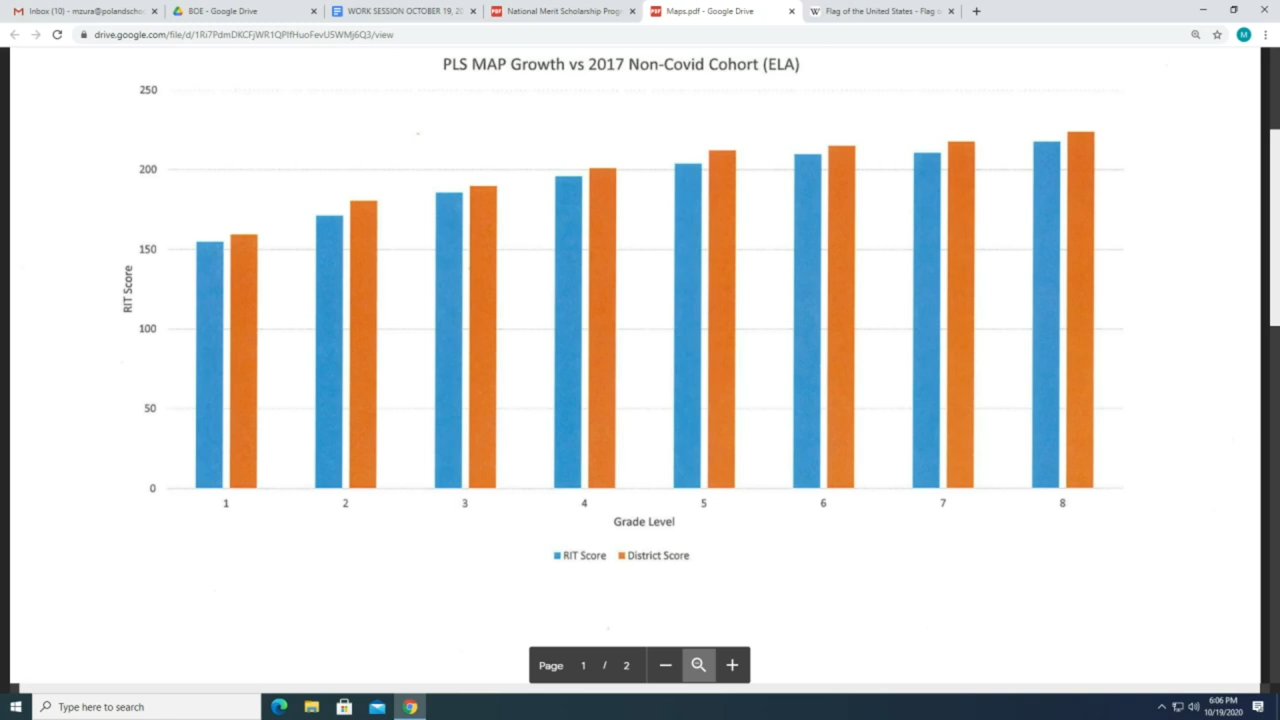 Inbox (10) - mzura@polandscho
BOE - Google Drive
WORK SESSION OCTOBER 19, 20
National Merit Scholarship Prog
Maps.pdf - Google Drive
Flag of the United States - Flag o
drive.google.com/file/d/1Ri7PdmDKCFjWR1QPIfHuoFevU5WMj6Q3/view
M
PLS MAP Growth vs 2017 Non-Covid Cohort (ELA)
250
200
150
100
50
0
RIT Score
1 2 3 4 5 6 7 8
Grade Level
RIT Score District Score
Page 1 / 2
Type here to search
6:06 PM
10/19/2020